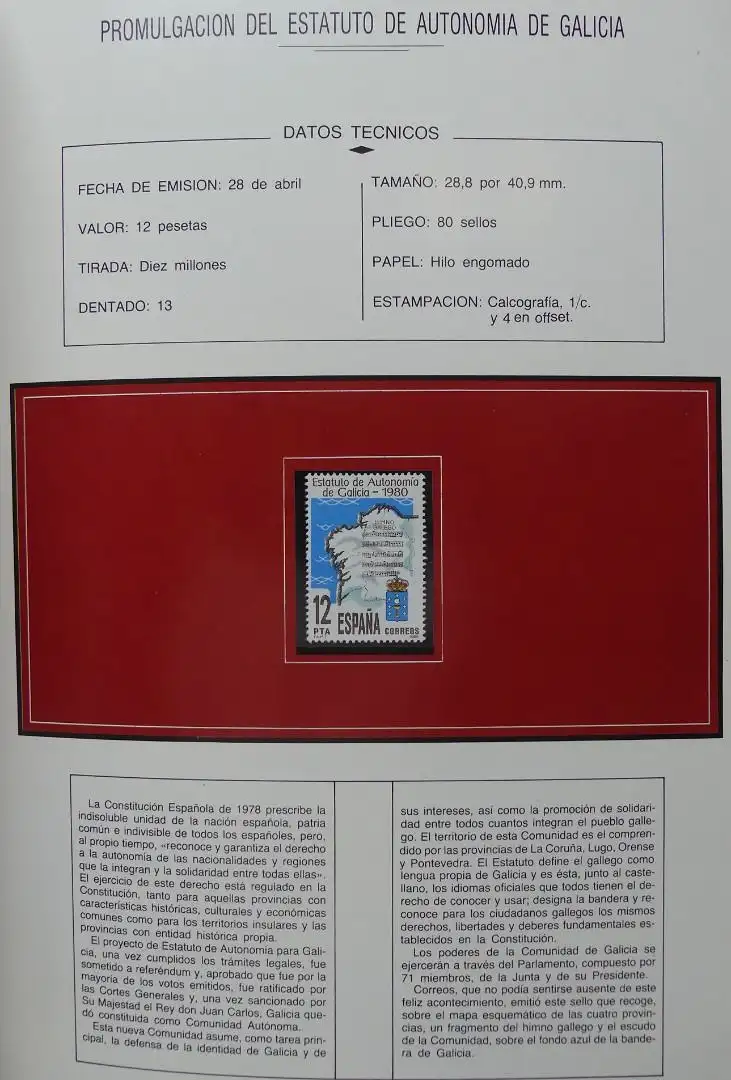 PROMULGACION DEL ESTATUTO DE AUTONOMIA DE GALICIA
DATOS TECNICOS
FECHA DE EMISION: 28 de abril
VALOR: 12 pesetas
TIRADA: Diez millones
DENTADO: 13
TAMAÑO: 28,8 por 40,9 mm.
PLIEGO: 80 sellos
PAPEL: Hilo engomado
ESTAMPACION: Calcografía, 1/c.
y 4 en offset.
Estatuto de Autonomía
de Galicia - 1980
HIMNO
GALLEGO
12
PTA
ESPAÑA
CORREOS
La Constitución Española de 1978 prescribe la
indisoluble unidad de la nación española, patria
común e indivisible de todos los españoles, pero,
al propio tiempo, «reconoce y garantiza el derecho
a la autonomía de las nacionalidades y regiones
que la integran y la solidaridad entre todas ellas».
El ejercicio de este derecho está regulado en la
Constitución, tanto para aquellas provincias con
características históricas, culturales y económicas
comunes como para los territorios insulares y las
provincias con entidad histórica propia.
El proyecto de Estatuto de Autonomía para Gali-
cia, una vez cumplidos los trámites legales, fue
sometido a referéndum y, aprobado que fue por la
mayoría de los votos emitidos, fue ratificado por
las Cortes Generales y, una vez sancionado por
Su Majestad el Rey don Juan Carlos, Galicia que-
dó constituida como Comunidad Autónoma.
Esta nueva Comunidad asume, como tarea prin-
cipal, la defensa de la identidad de Galicia y de
sus intereses, así como la promoción de solidari-
dad entre todos cuantos integran el pueblo galle-
go. El territorio de esta Comunidad es el compren-
dido por las provincias de La Coruña, Lugo, Orense
y Pontevedra. El Estatuto define el gallego como
lengua propia de Galicia y es ésta, junto al caste-
llano, los idiomas oficiales que todos tienen el de-
recho de conocer y usar; designa la bandera y re-
conoce para los ciudadanos gallegos los mismos
derechos, libertades y deberes fundamentales es-
tablecidos en la Constitución.
Los poderes de la Comunidad de Galicia se
ejercerán a través del Parlamento, compuesto por
71 miembros, de la Junta y de su Presidente.
Correos, que no podía sentirse ausente de este
feliz acontecimiento, emitió este sello que recoge,
sobre el mapa esquemático de las cuatro provin-
cias, un fragmento del himno gallego y el escudo
de la Comunidad, sobre el fondo azul de la bande-
ra de Galicia.